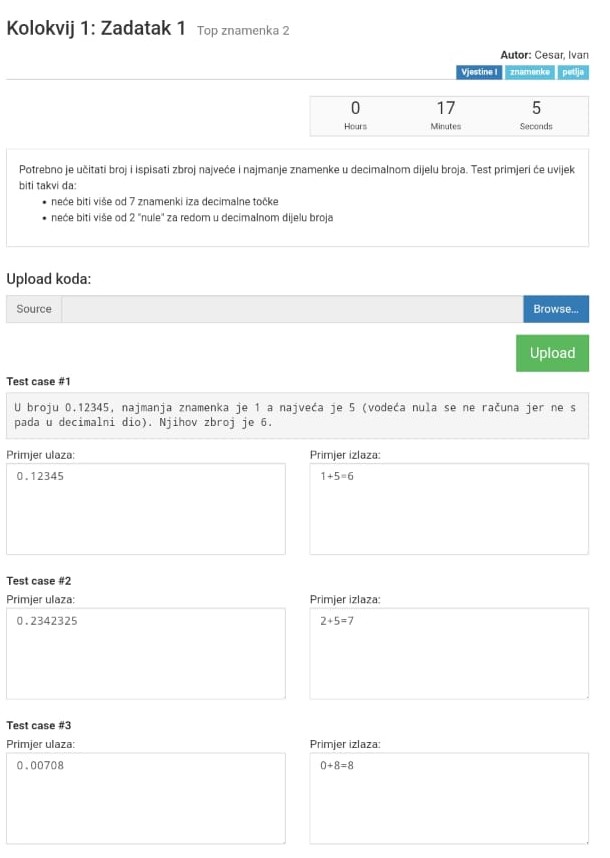 Kolokvij 1: Zadatak 1 Top znamenka 2
Autor: Cesar, Ivan
Vjestine I znamenke petlja
0 17 5
Hours Minutes Seconds
Potrebno je učitati broj i ispisati zbroj najveće i najmanje znamenke u decimalnom dijelu broja. Test primjeri će uvijek
biti takvi da:
• neće biti više od 7 znamenki iza decimalne točke
• neće biti više od 2 "nule" za redom u decimalnom dijelu broja
Upload koda:
Source Browse...
Upload
Test case #1
U broju 0.12345, najmanja znamenka je 1 a najveća je 5 (vodeća nula se ne računa jer ne s
pada u decimalni dio). Njihov zbroj je 6.
Primjer ulaza: Primjer izlaza:
0.12345 1+5=6
Test case #2
Primjer ulaza: Primjer izlaza:
0.2342325 2+5=7
Test case #3
Primjer ulaza: Primjer izlaza:
0.00708 0+8=8